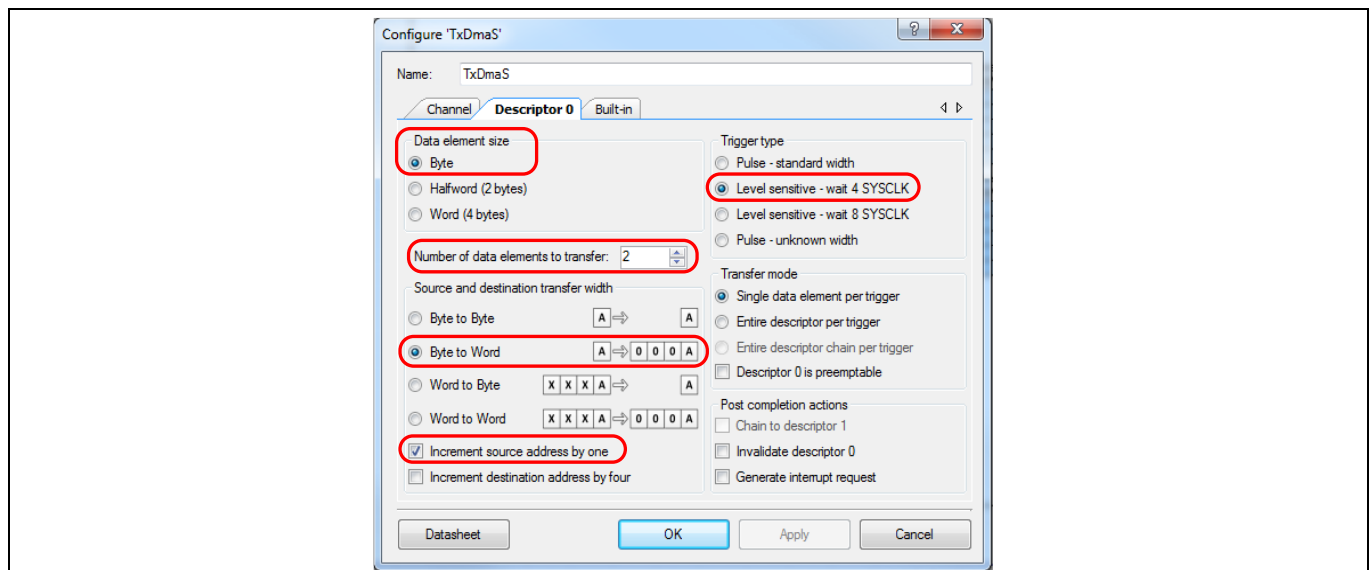 Configure 'TxDmaS'
Name: TxDmaS
Channel Descriptor 0 Built-in
Data element size
Byte
Halfword (2 bytes)
Word (4 bytes)
Number of data elements to transfer: 2
Source and destination transfer width
Byte to Byte A A
Byte to Word A 0 0 0 A
Word to Byte X X X A A
Word to Word X X X A 0 0 0 A
Increment source address by one
Increment destination address by four
Trigger type
Pulse - standard width
Level sensitive - wait 4 SYSCLK
Level sensitive - wait 8 SYSCLK
Pulse - unknown width
Transfer mode
Single data element per trigger
Entire descriptor per trigger
Entire descriptor chain per trigger
Descriptor 0 is preemptable
Post completion actions
Chain to descriptor 1
Invalidate descriptor 0
Generate interrupt request
Datasheet OK Apply Cancel